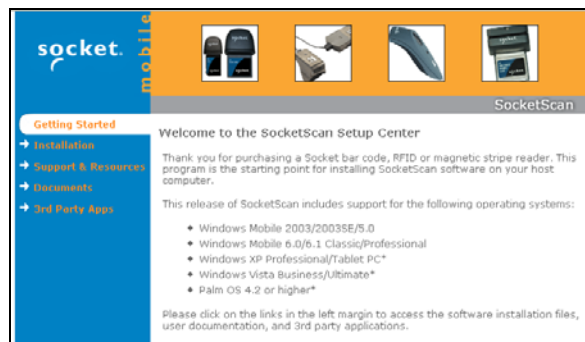 socket.
mobile
SocketScan
Getting Started
Installation
Support & Resources
Documents
3rd Party Apps
Welcome to the SocketScan Setup Center
Thank you for purchasing a Socket bar code, RFID or magnetic stripe reader. This
program is the starting point for installing SocketScan software on your host
computer.
This release of SocketScan includes support for the following operating systems:
Windows Mobile 2003/2003SE/5.0
Windows Mobile 6.0/6.1 Classic/Professional
Windows XP Professional/Tablet PC*
Windows Vista Business/Ultimate*
Palm OS 4.2 or higher*
Please click on the links in the left margin to access the software installation files,
user documentation, and 3rd party applications.